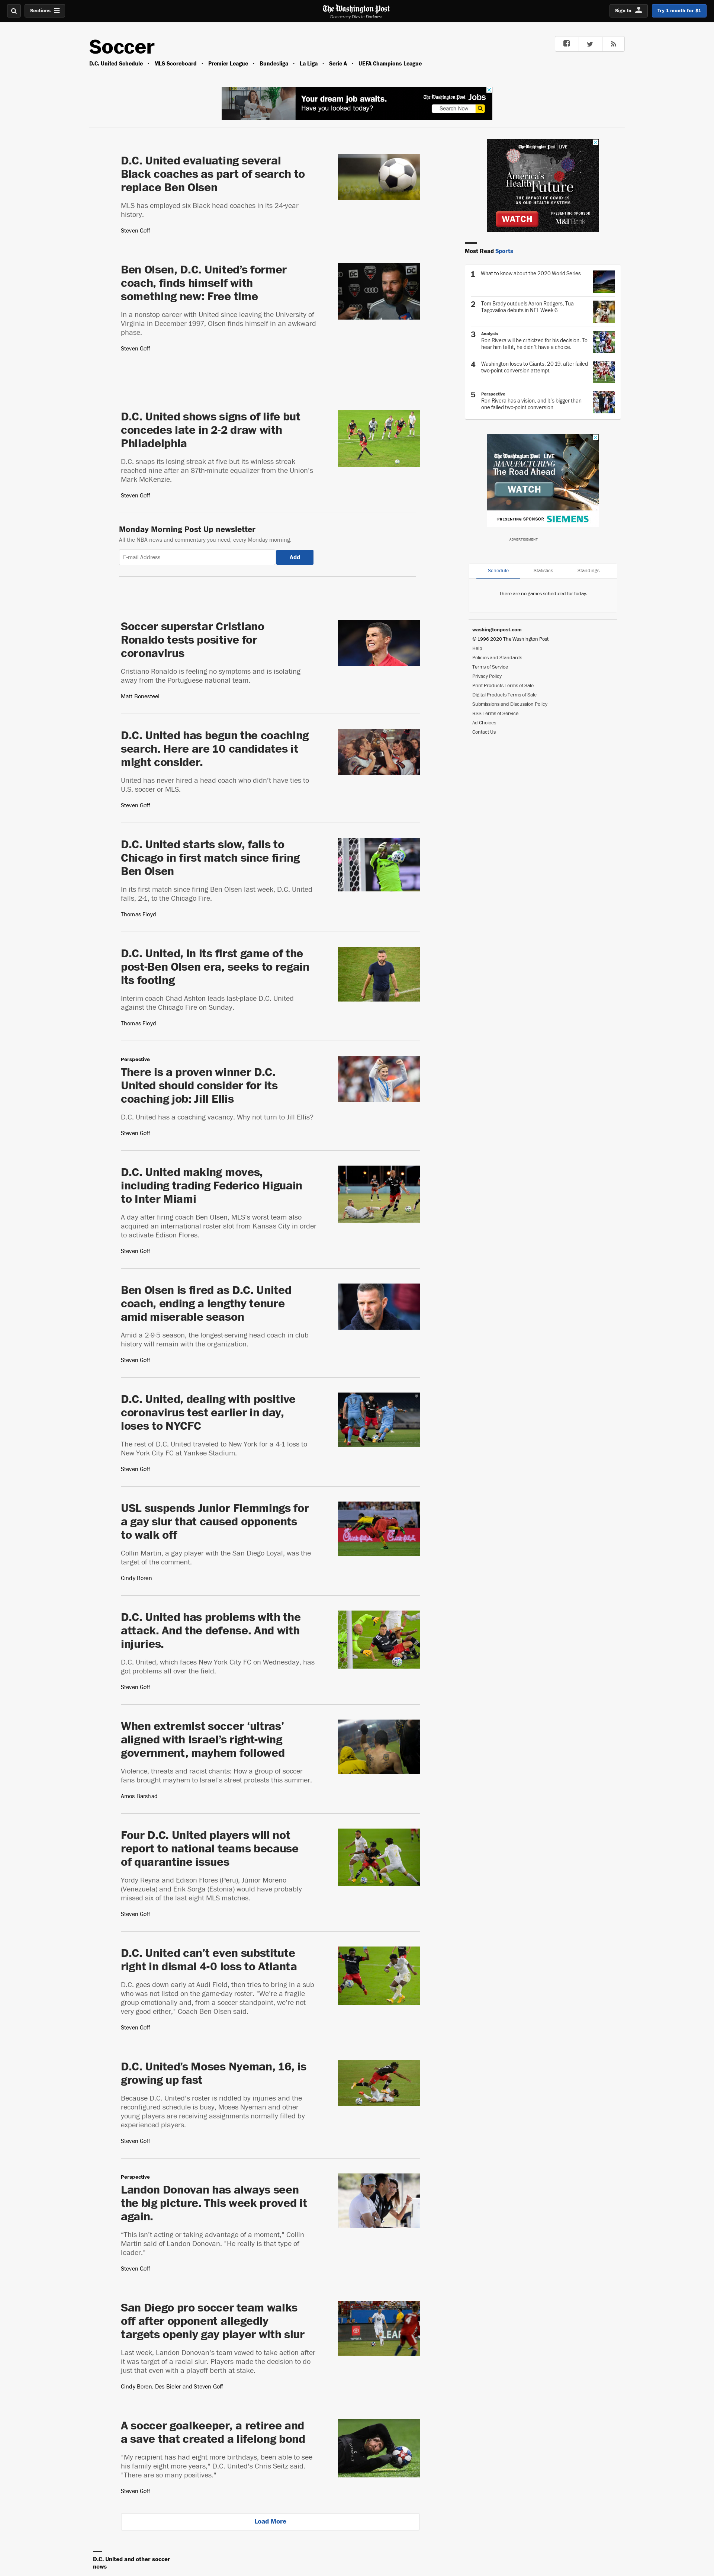 Sections
The Washington Post
Democracy Dies in Darkness
Sign In
Try 1 month for $1
Soccer
D.C. United Schedule • MLS Scoreboard • Premier League • Bundesliga • La Liga • Serie A • UEFA Champions League
Your dream job awaits.
Have you looked today?
The Washington Post Jobs
Search Now
D.C. United evaluating several
Black coaches as part of search to
replace Ben Olsen
MLS has employed six Black head coaches in its 24-year
history.
Steven Goff
Ben Olsen, D.C. United's former
coach, finds himself with
something new: Free time
In a nonstop career with United since leaving the University of
Virginia in December 1997, Olsen finds himself in an awkward
phase.
Steven Goff
D.C. United shows signs of life but
concedes late in 2-2 draw with
Philadelphia
D.C. snaps its losing streak at five but its winless streak
reached nine after an 87th-minute equalizer from the Union's
Mark McKenzie.
Steven Goff
Monday Morning Post Up newsletter
All the NBA news and commentary you need, every Monday morning.
E-mail Address
Add
Soccer superstar Cristiano
Ronaldo tests positive for
coronavirus
Cristiano Ronaldo is feeling no symptoms and is isolating
away from the Portuguese national team.
Matt Bonesteel
D.C. United has begun the coaching
search. Here are 10 candidates it
might consider.
United has never hired a head coach who didn't have ties to
U.S. soccer or MLS.
Steven Goff
D.C. United starts slow, falls to
Chicago in first match since firing
Ben Olsen
In its first match since firing Ben Olsen last week, D.C. United
falls, 2-1, to the Chicago Fire.
Thomas Floyd
D.C. United, in its first game of the
post-Ben Olsen era, seeks to regain
its footing
Interim coach Chad Ashton leads last-place D.C. United
against the Chicago Fire on Sunday.
Thomas Floyd
Perspective
There is a proven winner D.C.
United should consider for its
coaching job: Jill Ellis
D.C. United has a coaching vacancy. Why not turn to Jill Ellis?
Steven Goff
D.C. United making moves,
including trading Federico Higuain
to Inter Miami
A day after firing coach Ben Olsen, MLS's worst team also
acquired an international roster slot from Kansas City in order
to activate Edison Flores.
Steven Goff
Ben Olsen is fired as D.C. United
coach, ending a lengthy tenure
amid miserable season
Amid a 2-9-5 season, the longest-serving head coach in club
history will remain with the organization.
Steven Goff
D.C. United, dealing with positive
coronavirus test earlier in day,
loses to NYCFC
The rest of D.C. United traveled to New York for a 4-1 loss to
New York City FC at Yankee Stadium.
Steven Goff
USL suspends Junior Flemmings for
a gay slur that caused opponents
to walk off
Collin Martin, a gay player with the San Diego Loyal, was the
target of the comment.
Cindy Boren
D.C. United has problems with the
attack. And the defense. And with
injuries.
D.C. United, which faces New York City FC on Wednesday, has
got problems all over the field.
Steven Goff
When extremist soccer ‘ultras’
aligned with Israel's right-wing
government, mayhem followed
Violence, threats and racist chants: How a group of soccer
fans brought mayhem to Israel's street protests this summer.
Amos Barshad
Four D.C. United players will not
report to national teams because
of quarantine issues
Yordy Reyna and Edison Flores (Peru), Júnior Moreno
(Venezuela) and Erik Sorga (Estonia) would have probably
missed six of the last eight MLS matches.
Steven Goff
D.C. United can't even substitute
right in dismal 4-0 loss to Atlanta
D.C. goes down early at Audi Field, then tries to bring in a sub
who was not listed on the game-day roster. "We're a fragile
group emotionally and, from a soccer standpoint, we're not
very good either," Coach Ben Olsen said.
Steven Goff
D.C. United's Moses Nyeman, 16, is
growing up fast
Because D.C. United's roster is riddled by injuries and the
reconfigured schedule is busy, Moses Nyeman and other
young players are receiving assignments normally filled by
experienced players.
Steven Goff
Perspective
Landon Donovan has always seen
the big picture. This week proved it
again.
"This isn't acting or taking advantage of a moment," Collin
Martin said of Landon Donovan. "He really is that type of
leader."
Steven Goff
San Diego pro soccer team walks
off after opponent allegedly
targets openly gay player with slur
Last week, Landon Donovan's team vowed to take action after
it was target of a racial slur. Players made the decision to do
just that even with a playoff berth at stake.
Cindy Boren, Des Bieler and Steven Goff
A soccer goalkeeper, a retiree and
a save that created a lifelong bond
"My recipient has had eight more birthdays, been able to see
his family eight more years," D.C. United's Chris Seitz said.
"There are so many positives."
Steven Goff
Load More
D.C. United and other soccer
news
The Washington Post LIVE
America's
Health Future
THE IMPACT OF COVID-19
ON OUR HEALTH SYSTEMS
WATCH
PRESENTING SPONSOR
M&T Bank
Most Read Sports
1 What to know about the 2020 World Series
2 Tom Brady outduels Aaron Rodgers, Tua
Tagovailoa debuts in NFL Week 6
3 Analysis
Ron Rivera will be criticized for his decision. To
hear him tell it, he didn't have a choice.
4 Washington loses to Giants, 20-19, after failed
two-point conversion attempt
5 Perspective
Ron Rivera has a vision, and it's bigger than
one failed two-point conversion
The Washington Post LIVE
MANUFACTURING
The Road Ahead
WATCH
PRESENTING SPONSOR SIEMENS
ADVERTISEMENT
Schedule Statistics Standings
There are no games scheduled for today.
washingtonpost.com
© 1996-2020 The Washington Post
Help
Policies and Standards
Terms of Service
Privacy Policy
Print Products Terms of Sale
Digital Products Terms of Sale
Submissions and Discussion Policy
RSS Terms of Service
Ad Choices
Contact Us